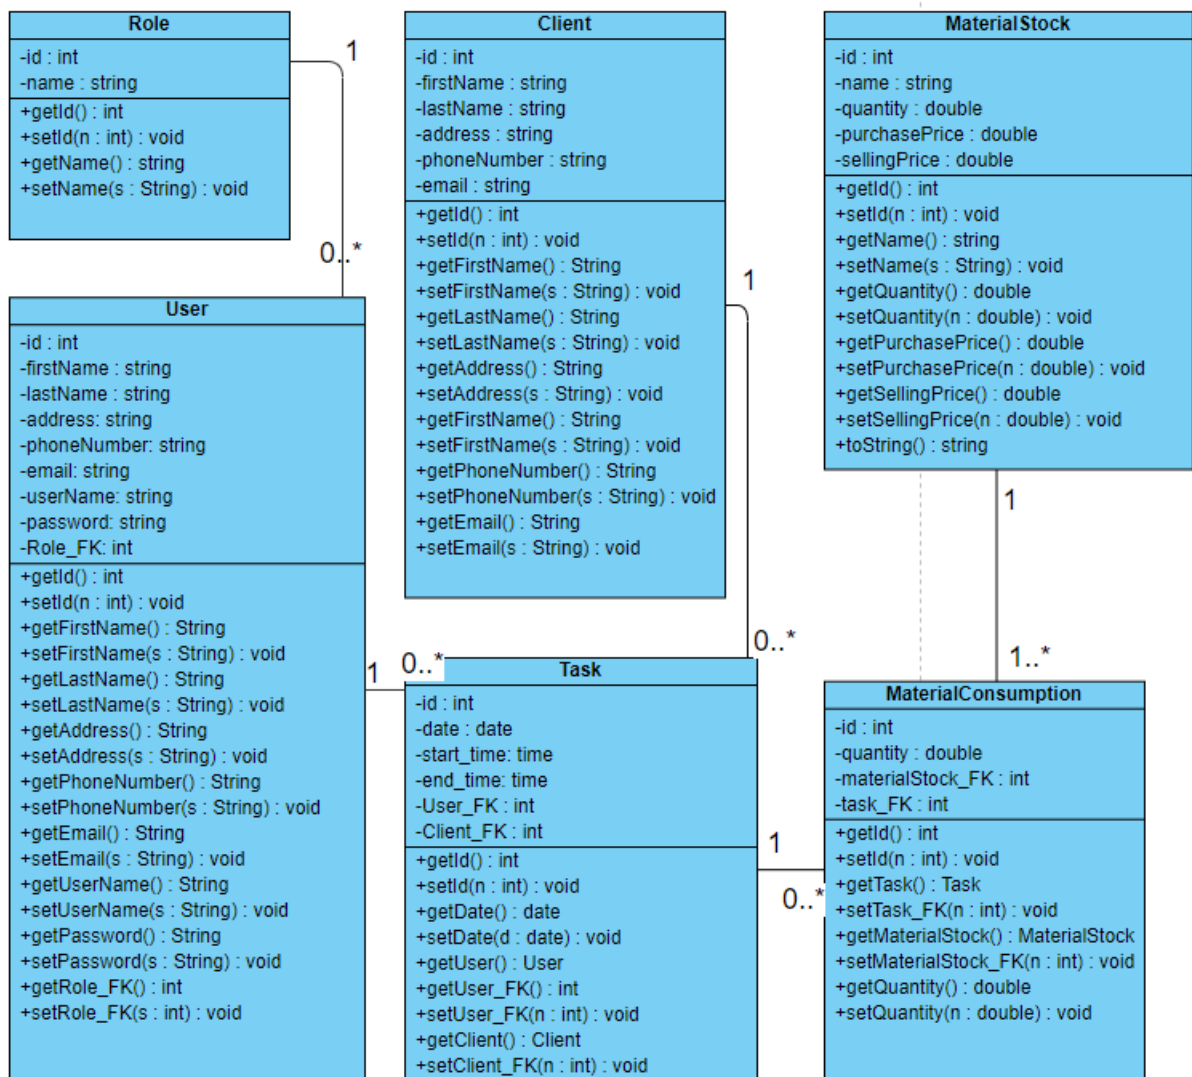 Role
-id : int
-name : string
+getId() : int
+setId(n : int) : void
+getName() : string
+setName(s : String) : void
1
0..*
Client
-id : int
-firstName : string
-lastName : string
-address : string
-phoneNumber : string
-email : string
+getId() : int
+setId(n : int) : void
+getFirstName() : String
+setFirstName(s : String) : void
+getLastName() : String
+setLastName(s : String) : void
+getAddress() : String
+setAddress(s : String) : void
+getFirstName() : String
+setFirstName(s : String) : void
+getPhoneNumber() : String
+setPhoneNumber(s : String) : void
+getEmail() : String
+setEmail(s : String) : void
1
0..*
MaterialStock
-id : int
-name : string
-quantity : double
-purchasePrice : double
-sellingPrice : double
+getId() : int
+setId(n : int) : void
+getName() : string
+setName(s : String) : void
+getQuantity() : double
+setQuantity(n : double) : void
+getPurchasePrice() : double
+setPurchasePrice(n : double) : void
+getSellingPrice() : double
+setSellingPrice(n : double) : void
+toString() : string
1
1..*
User
-id : int
-firstName : string
-lastName : string
-address: string
-phoneNumber: string
-email: string
-userName: string
-password: string
-Role_FK: int
+getId() : int
+setId(n : int) : void
+getFirstName() : String
+setFirstName(s : String) : void
+getLastName() : String
+setLastName(s : String) : void
+getAddress() : String
+setAddress(s : String) : void
+getPhoneNumber() : String
+setPhoneNumber(s : String) : void
+getEmail() : String
+setEmail(s : String) : void
+getUserName() : String
+setUserName(s : String) : void
+getPassword() : String
+setPassword(s : String) : void
+getRole_FK() : int
+setRole_FK(s : int) : void
1
0..*
Task
-id : int
-date : date
-start_time: time
-end_time: time
-User_FK : int
-Client_FK : int
+getId() : int
+setId(n : int) : void
+getDate() : date
+setDate(d : date) : void
+getUser() : User
+getUser_FK() : int
+setUser_FK(n : int) : void
+getClient() : Client
+setClient_FK(n : int) : void
1
0..*
MaterialConsumption
-id : int
-quantity : double
-materialStock_FK : int
-task_FK : int
+getId() : int
+setId(n : int) : void
+getTask() : Task
+setTask_FK(n : int) : void
+getMaterialStock() : MaterialStock
+setMaterialStock_FK(n : int) : void
+getQuantity() : double
+setQuantity(n : double) : void